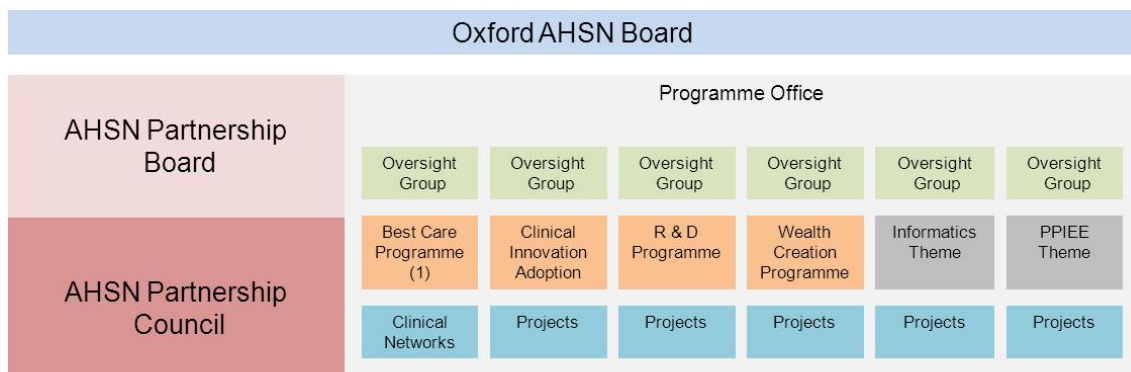 Oxford AHSN Board
AHSN Partnership
Board
AHSN Partnership
Council
Programme Office
Oversight
Group
Oversight
Group
Oversight
Group
Oversight
Group
Oversight
Group
Oversight
Group
Best Care
Programme
(1)
Clinical
Innovation
Adoption
R & D
Programme
Wealth
Creation
Programme
Informatics
Theme
PPIEE
Theme
Clinical
Networks
Projects
Projects
Projects
Projects
Projects